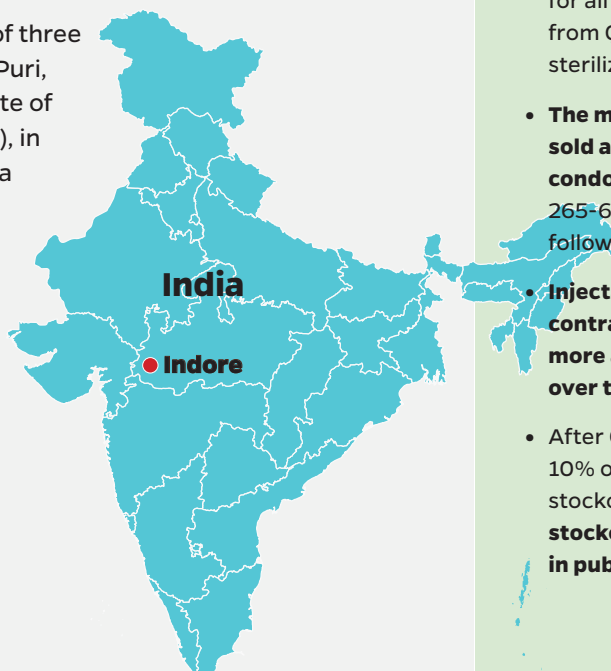 of three
Puri,
te of
), in
a
India
Indore
for all
from
steriliz
• The m
sold a
condo
265-6
follow
• Inject
contra
more
over t
• After
10% o
stocko
stocko
in pub